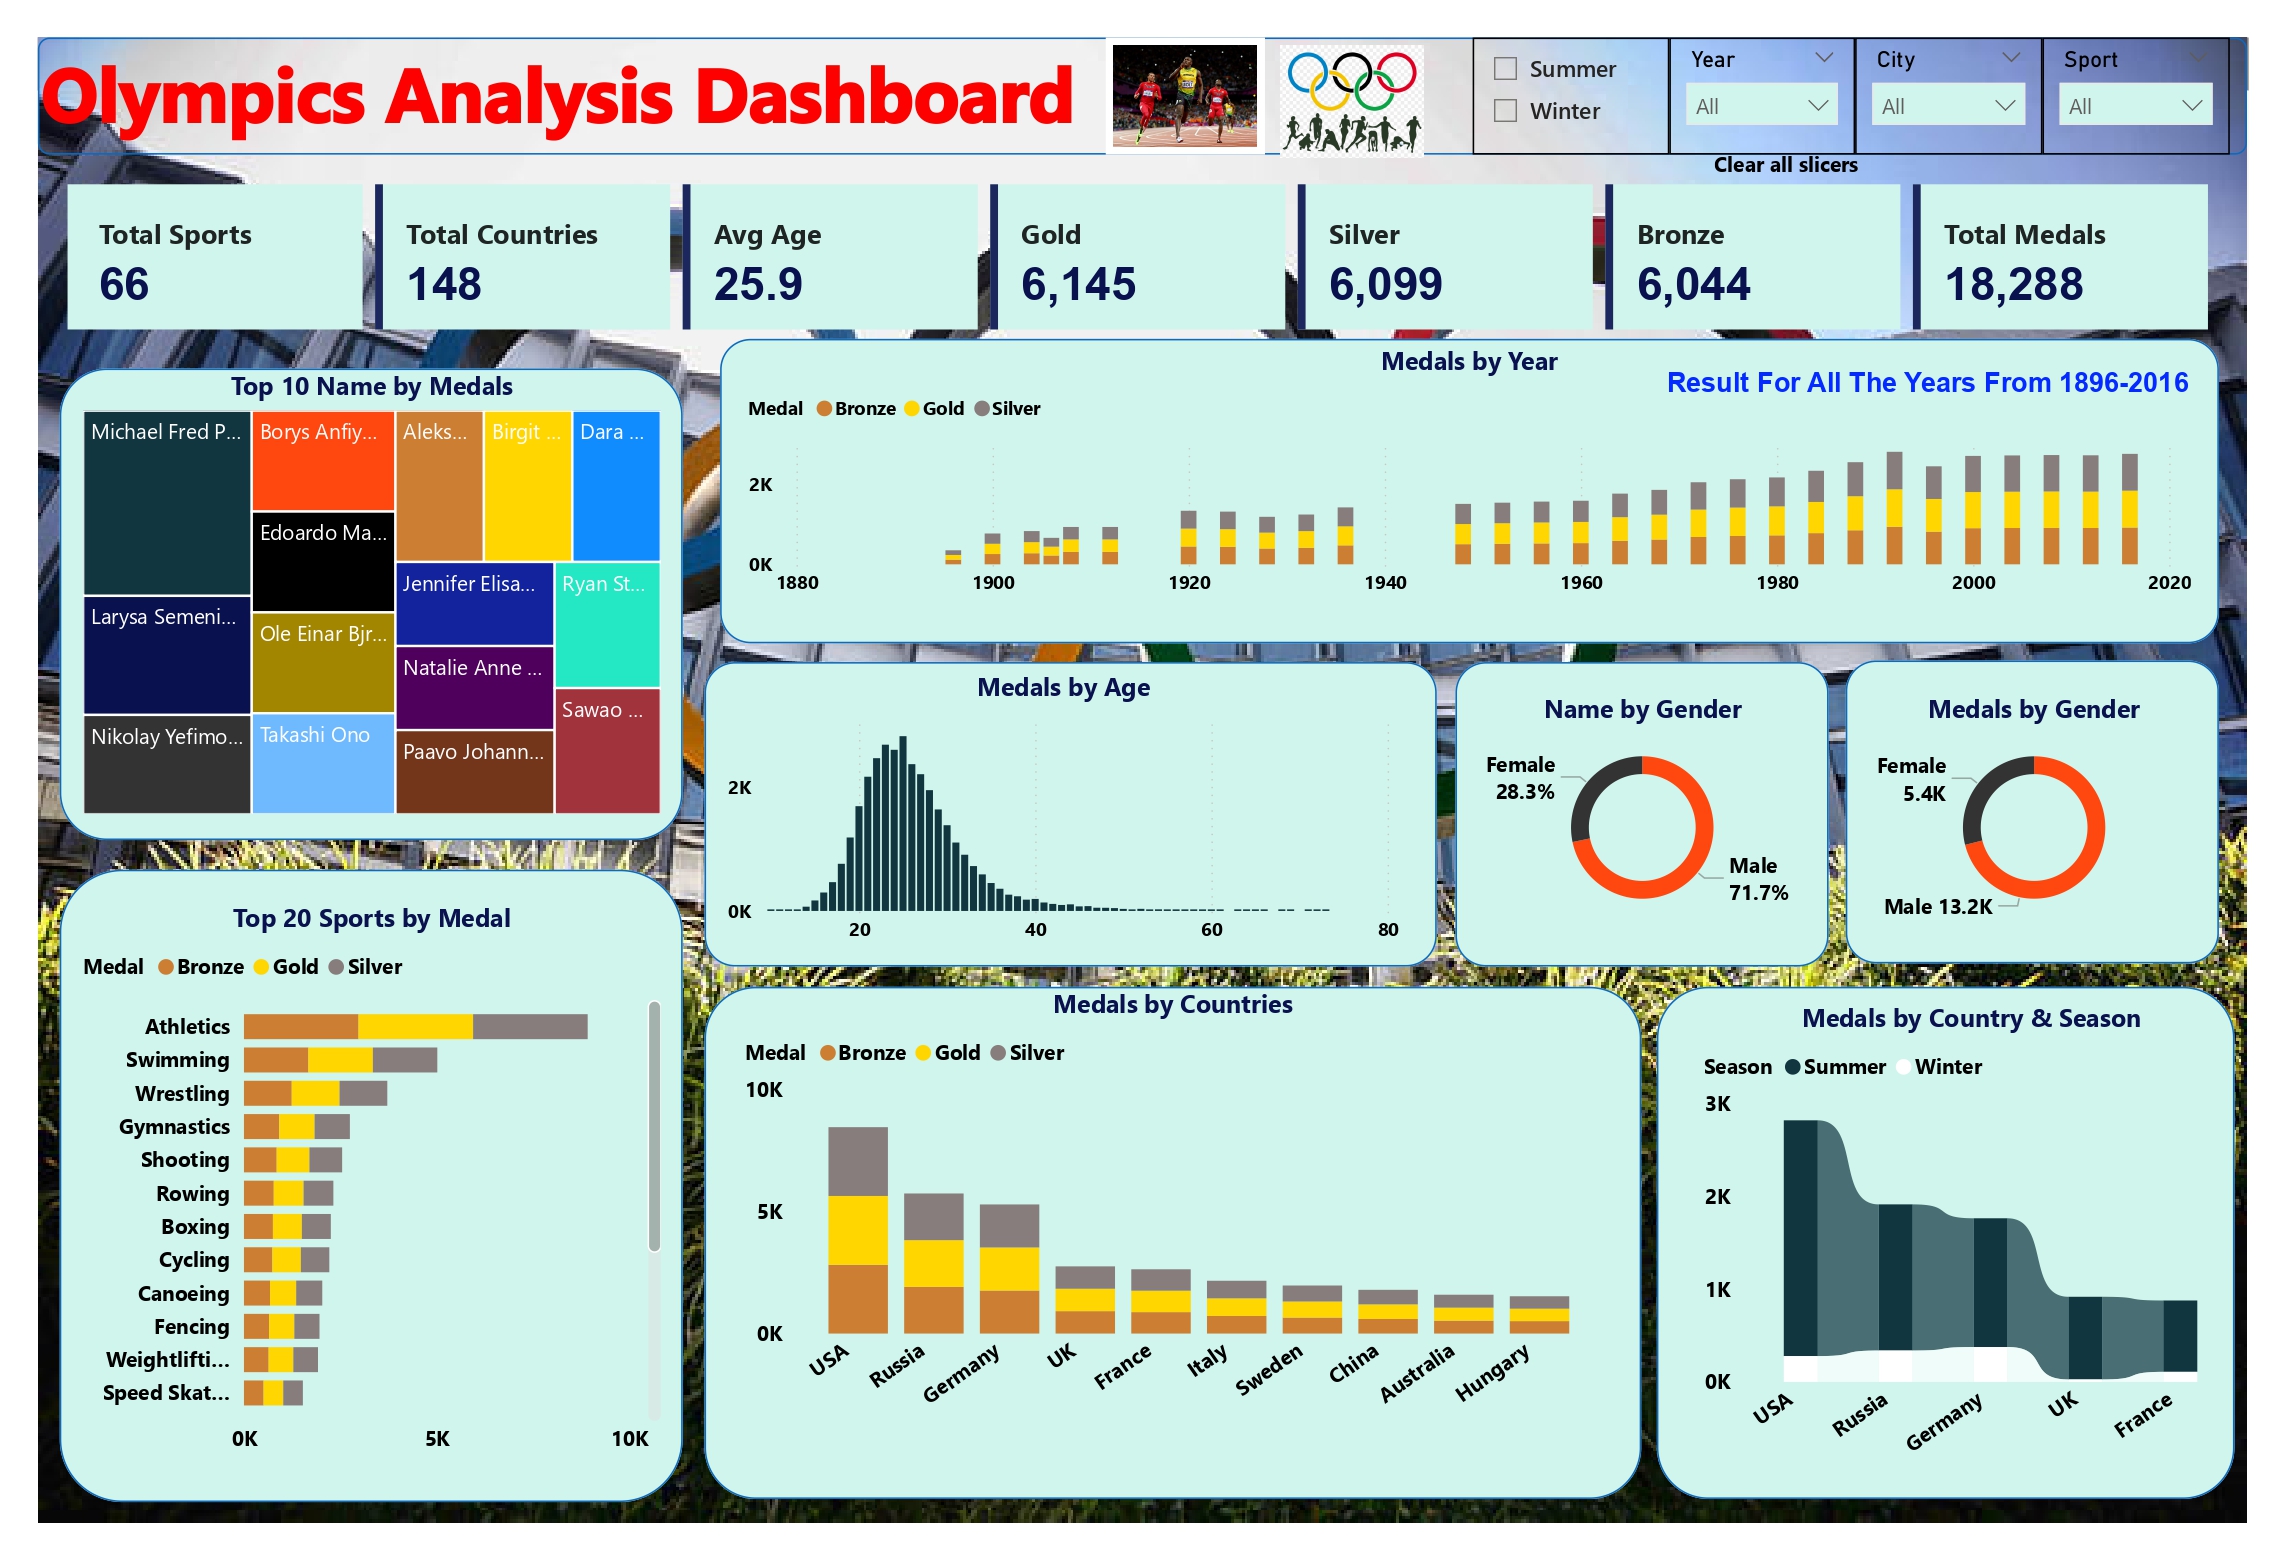 Olympics Analysis Dashboard
Summer
Winter
Year
All
City
All
Sport
All
Clear all slicers
Total Sports
66
Total Countries
148
Avg Age
25.9
Gold
6,145
Silver
6,099
Bronze
6,044
Total Medals
18,288
Top 10 Name by Medals
Michael Fred P...
Larysa Semeni...
Nikolay Yefimo...
Borys Anfiy...
Edoardo Ma...
Ole Einar Bjr...
Takashi Ono
Aleks...
Birgit ...
Dara ...
Jennifer Elisa...
Natalie Anne ...
Paavo Johann...
Ryan St...
Sawao ...
Medals by Year
Result For All The Years From 1896-2016
Medal Bronze Gold Silver
2K
0K
1880 1900 1920 1940 1960 1980 2000 2020
Medals by Age
2K
0K
20 40 60 80
Name by Gender
Female
28.3%
Male
71.7%
Medals by Gender
Female
5.4K
Male 13.2K
Top 20 Sports by Medal
Medal Bronze Gold Silver
Athletics
Swimming
Wrestling
Gymnastics
Shooting
Rowing
Boxing
Cycling
Canoeing
Fencing
Weightlifti...
Speed Skat...
0K 5K 10K
Medals by Countries
Medal Bronze Gold Silver
10K
5K
0K
USA Russia Germany UK France Italy Sweden China Australia Hungary
Medals by Country & Season
Season Summer Winter
3K
2K
1K
0K
USA Russia Germany UK France